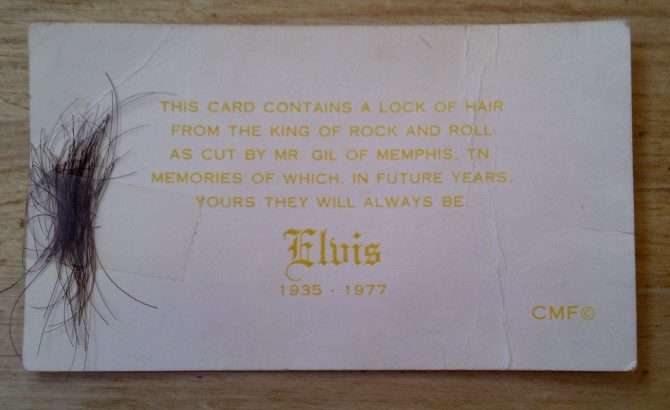 THIS CARD CONTAINS A LOCK OF HAIR
FROM THE KING OF ROCK AND ROLL
AS CUT BY MR. GIL OF MEMPHIS, TN.
MEMORIES OF WHICH, IN FUTURE YEARS,
YOURS THEY WILL ALWAYS BE.
Elvis
1935 · 1977
CMF©